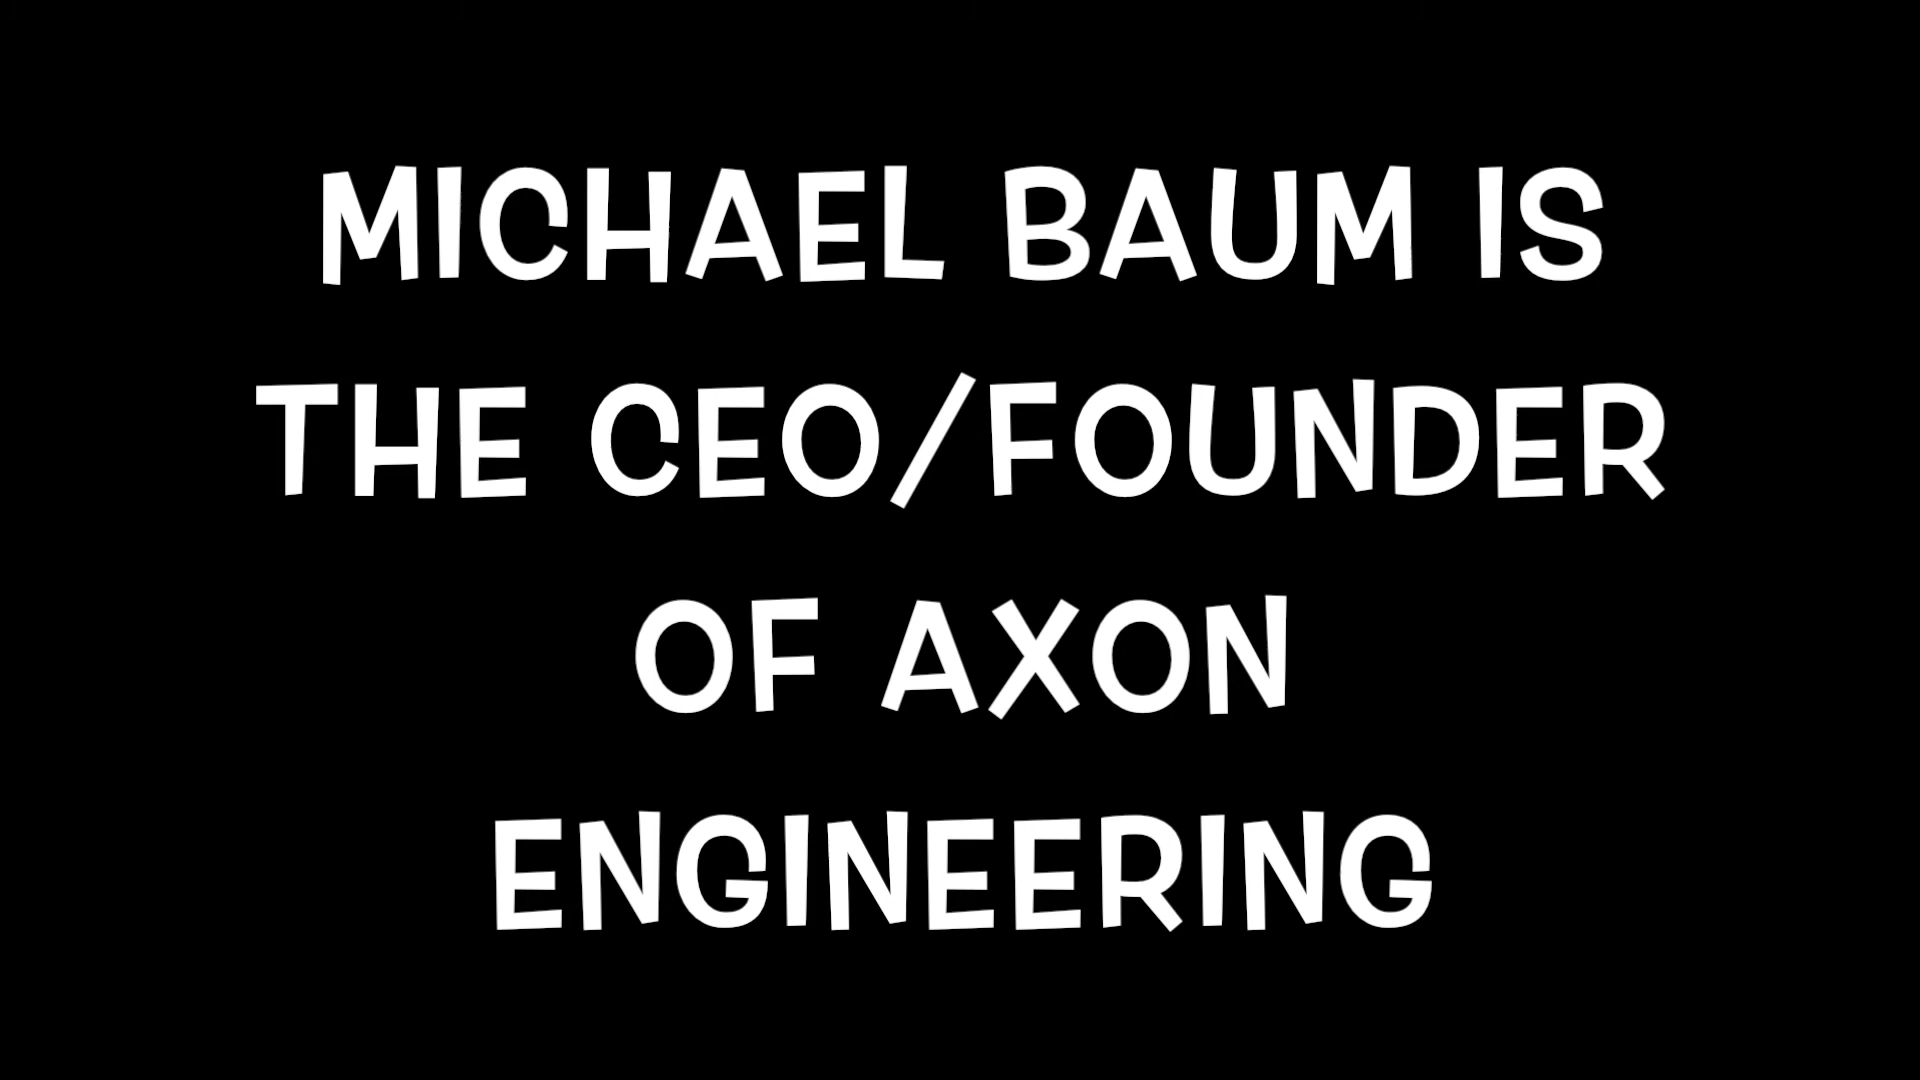 MICHAEL BAUM IS
THE CEO/FOUNDER
OF AXON
ENGINEERING